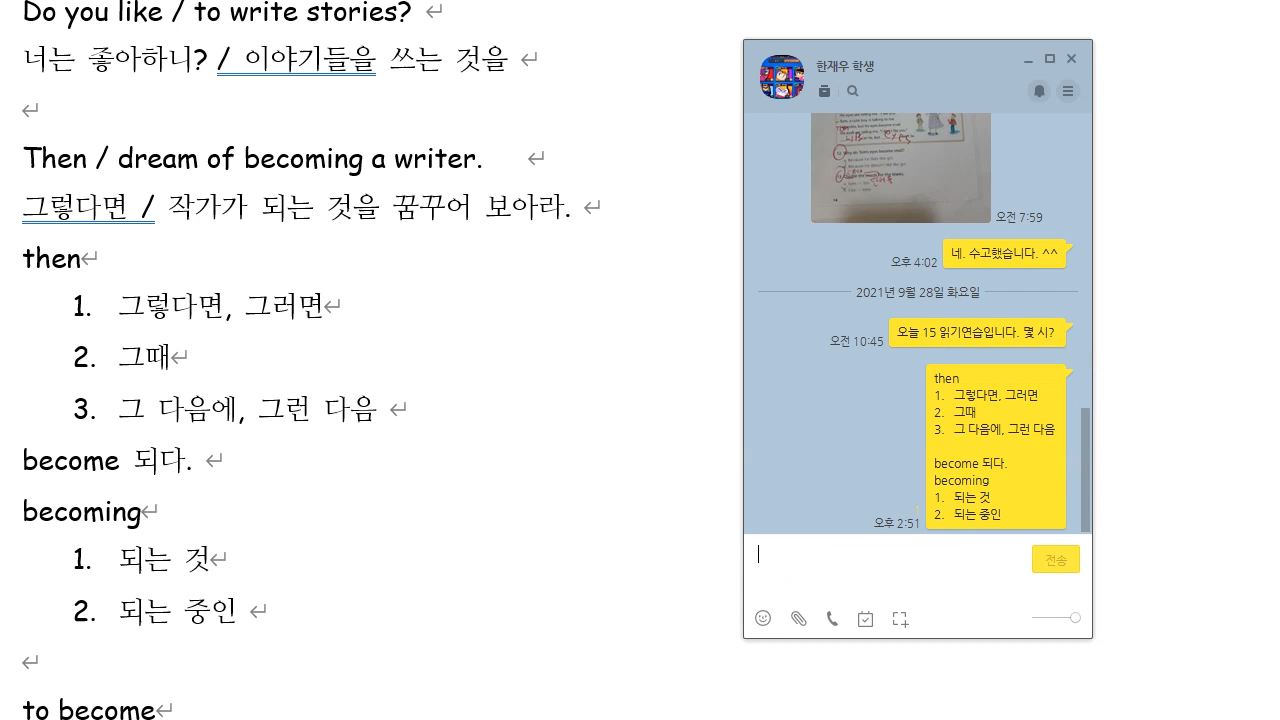 Do you like / to write stories?
너는 좋아하니? / 이야기들을 쓰는 것을
Then / dream of becoming a writer.
그렇다면 / 작가가 되는 것을 꿈꾸어 보아라.
then
1. 그렇다면, 그러면
2. 그때
3. 그 다음에, 그런 다음
become 되다.
becoming
1. 되는 것
2. 되는 중인
to become
한재우 학생
오전 7:59
네. 수고했습니다. ^^
오후 4:02
2021년 9월 28일 화요일
오늘 15 읽기연습입니다. 몇 시?
오전 10:45
then
1. 그렇다면, 그러면
2. 그때
3. 그 다음에, 그런 다음
become 되다.
becoming
1. 되는 것
2. 되는 중인
오후 2:51
전송